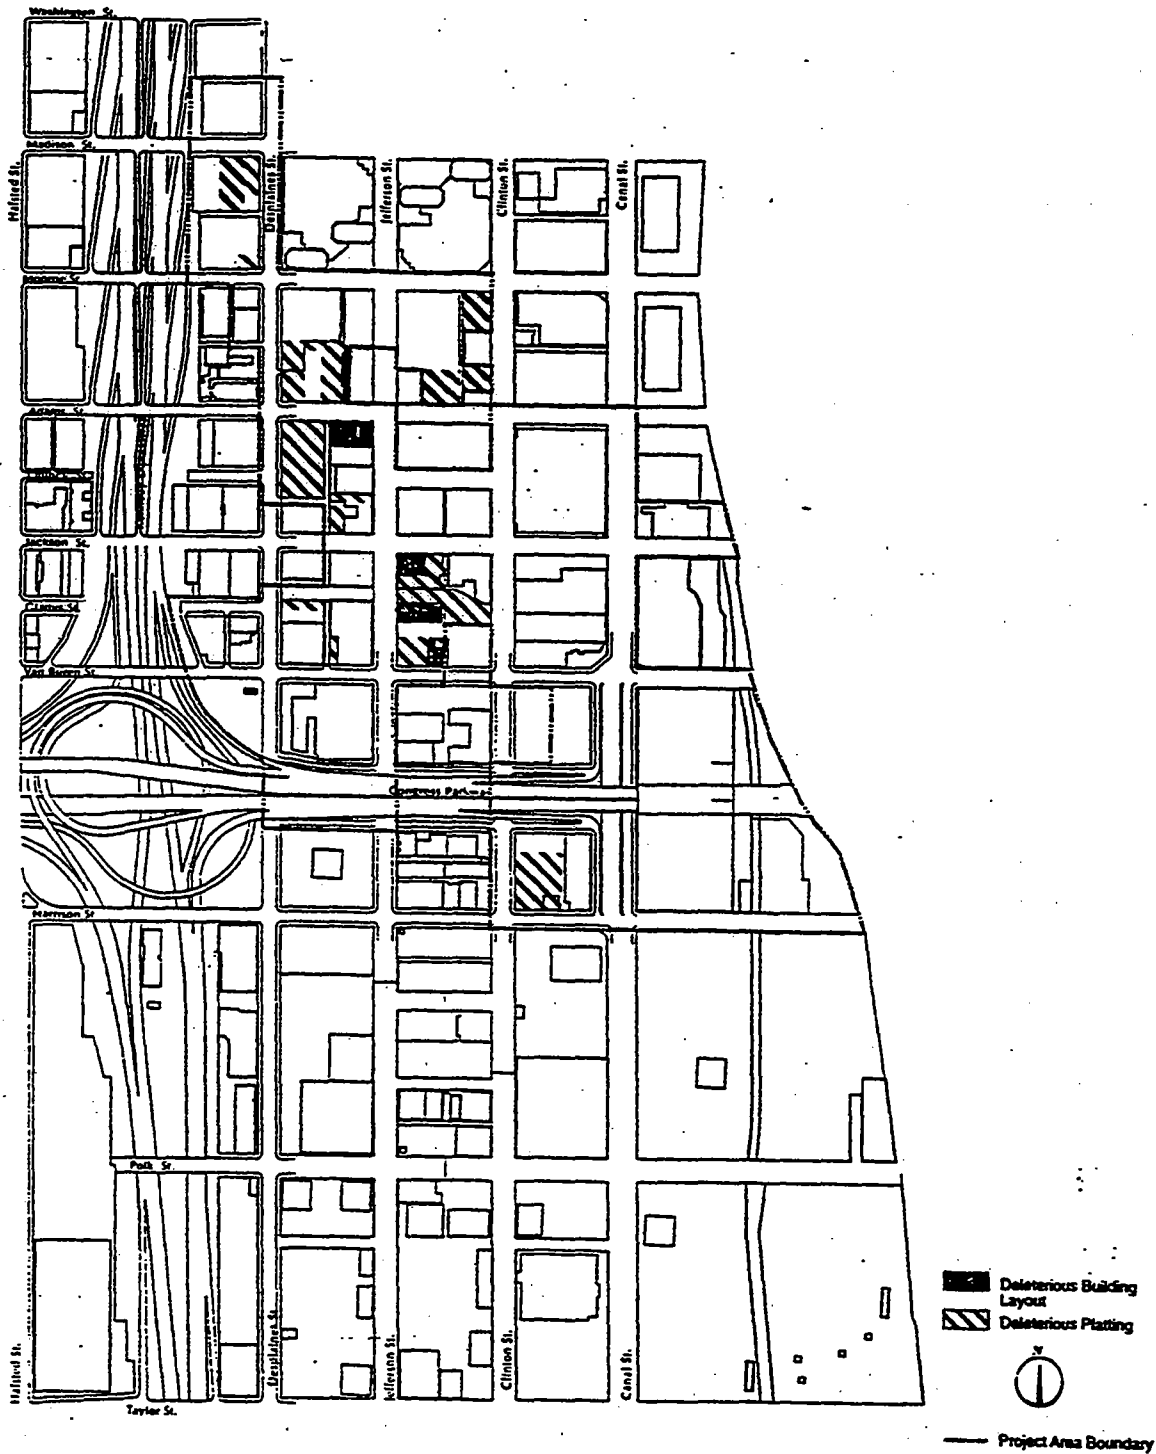 Washington St.
Madison St.
Halsted St.
Desplaines St.
Jefferson St.
Clinton St.
Canal St.
Monroe St.
Adams St.
Jackson St.
Van Buren St.
Congress Parkway
Harrison St.
Polk St.
Halsted St.
Desplaines St.
Jefferson St.
Clinton St.
Canal St.
Taylor St.
Deleterious Building
Layout
Deleterious Platting
N
Project Area Boundary